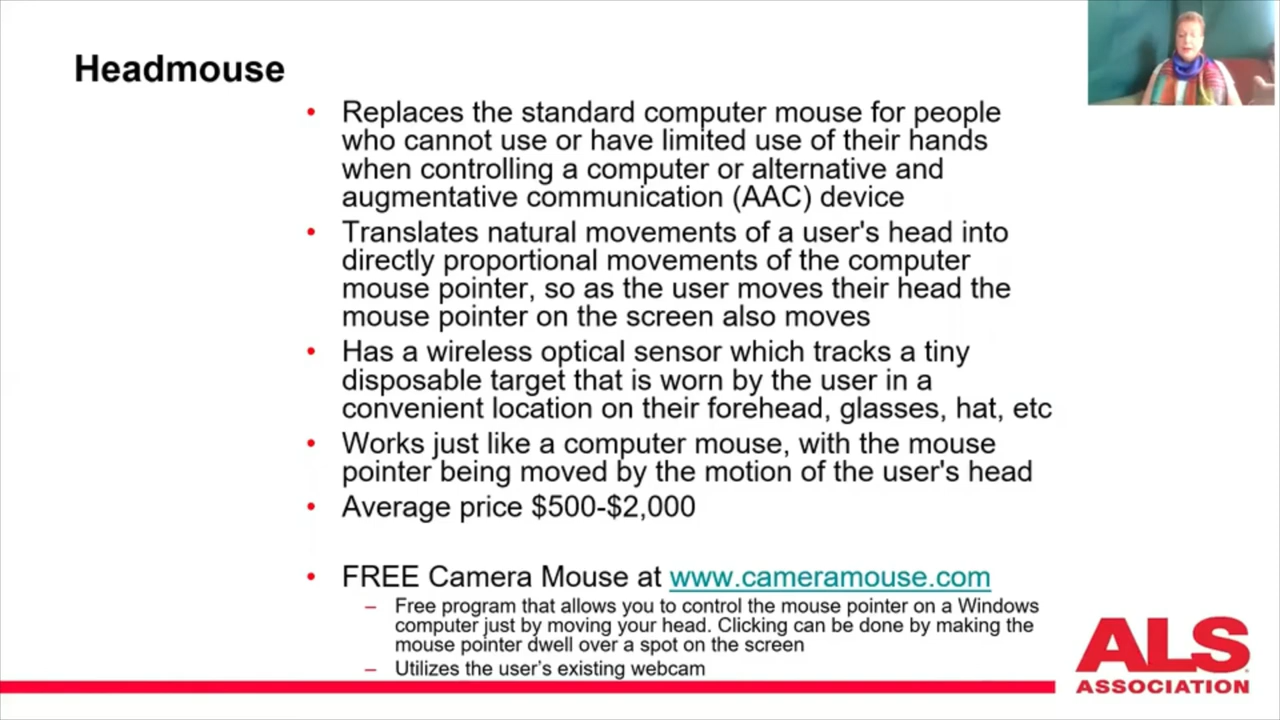 Headmouse
• Replaces the standard computer mouse for people
who cannot use or have limited use of their hands
when controlling a computer or alternative and
augmentative communication (AAC) device
• Translates natural movements of a user's head into
directly proportional movements of the computer
mouse pointer, so as the user moves their head the
mouse pointer on the screen also moves
• Has a wireless optical sensor which tracks a tiny
disposable target that is worn by the user in a
convenient location on their forehead, glasses, hat, etc
• Works just like a computer mouse, with the mouse
pointer being moved by the motion of the user's head
• Average price $500-$2,000
• FREE Camera Mouse at www.cameramouse.com
– Free program that allows you to control the mouse pointer on a Windows
computer just by moving your head. Clicking can be done by making the
mouse pointer dwell over a spot on the screen
– Utilizes the user’s existing webcam
ALS
ASSOCIATION